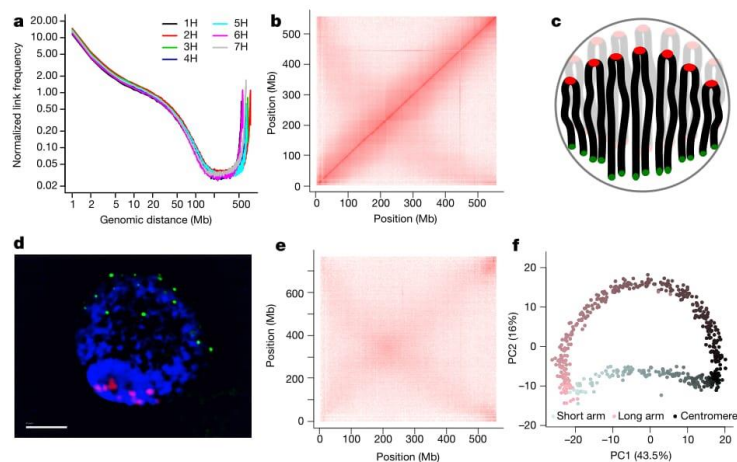 a
20.00
10.00
5.00
2.00
1.00
0.50
0.20
0.10
0.05
0.02
Normalized link frequency
1H 5H
2H 6H
3H 7H
4H
1 2 5 10 20 50 100 500
Genomic distance (Mb)
b
500
400
300
200
100
0
Position (Mb)
0 100 200 300 400 500
Position (Mb)
c
d
e
600
400
200
0
Position (Mb)
0 100 200 300 400 500
Position (Mb)
f
20
10
0
−10
−20
PC2 (16%)
Short arm Long arm Centromere
−20 −10 0 10 20
PC1 (43.5%)